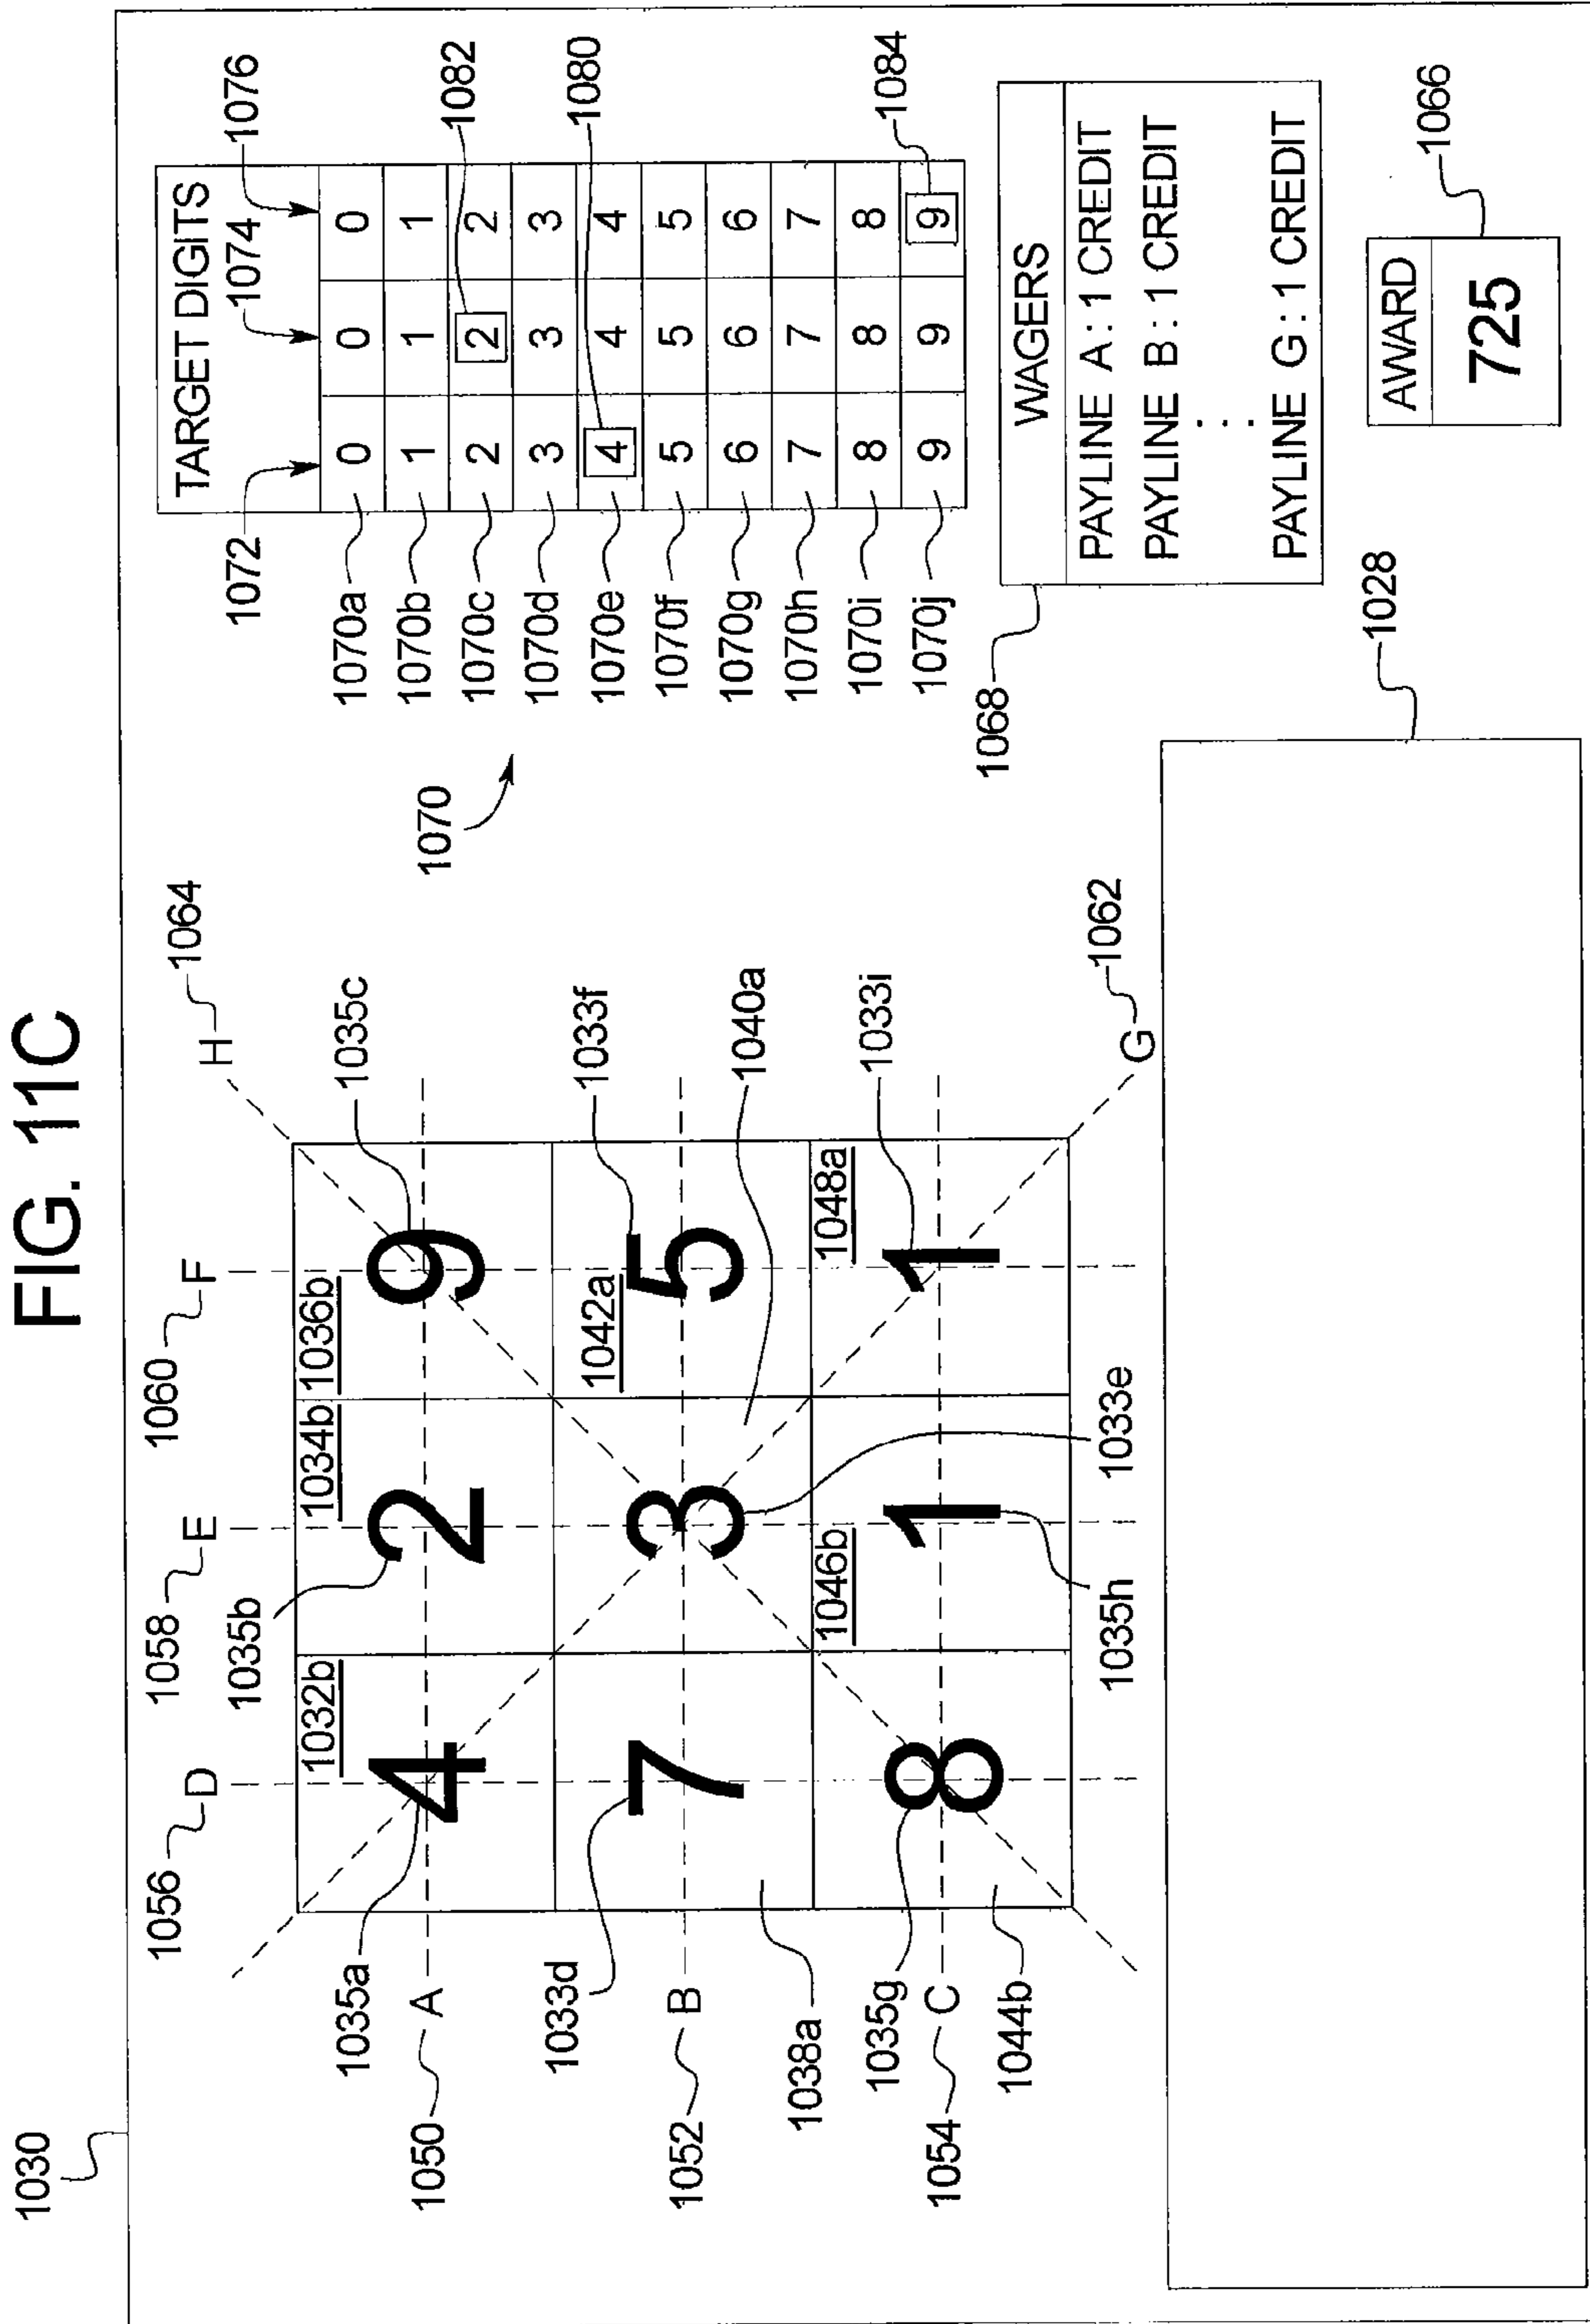 FIG. 11C
1030
1056 D
1058 E
1060 F
H 1064
1035b
1032b 1034b 1036b
1035a 4 2 9 1035c
1050 A
1033d 1042a 1033f
7 3 5
1052 B
1038a 1040a
1046b 1048a
1035g 8 1 1 1033i
1054 C
1044b 1035h 1033e G 1062
1070
TARGET DIGITS
1072 1074 1076
1070a 0 0 0
1070b 1 1 1
1070c 2 2 2 1082
1070d 3 3 3
1070e 4 4 4 1080
1070f 5 5 5
1070g 6 6 6
1070h 7 7 7
1070i 8 8 8
1070j 9 9 9 1084
1068
WAGERS
PAYLINE A : 1 CREDIT
PAYLINE B : 1 CREDIT
PAYLINE G : 1 CREDIT
1028
AWARD 1066
725